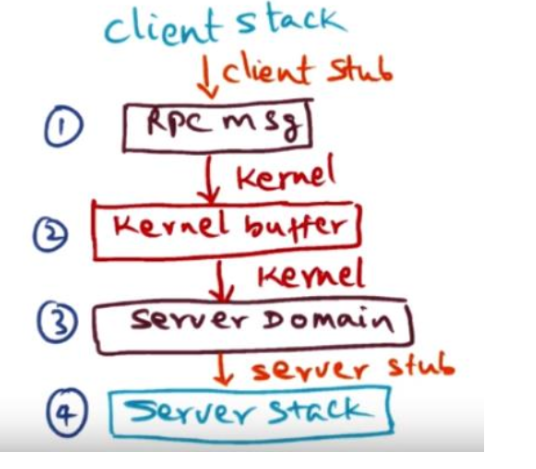 client stack
client stub
① RPC msg
kernel
② Kernel buffer
kernel
③ Server Domain
server stub
④ Server Stack